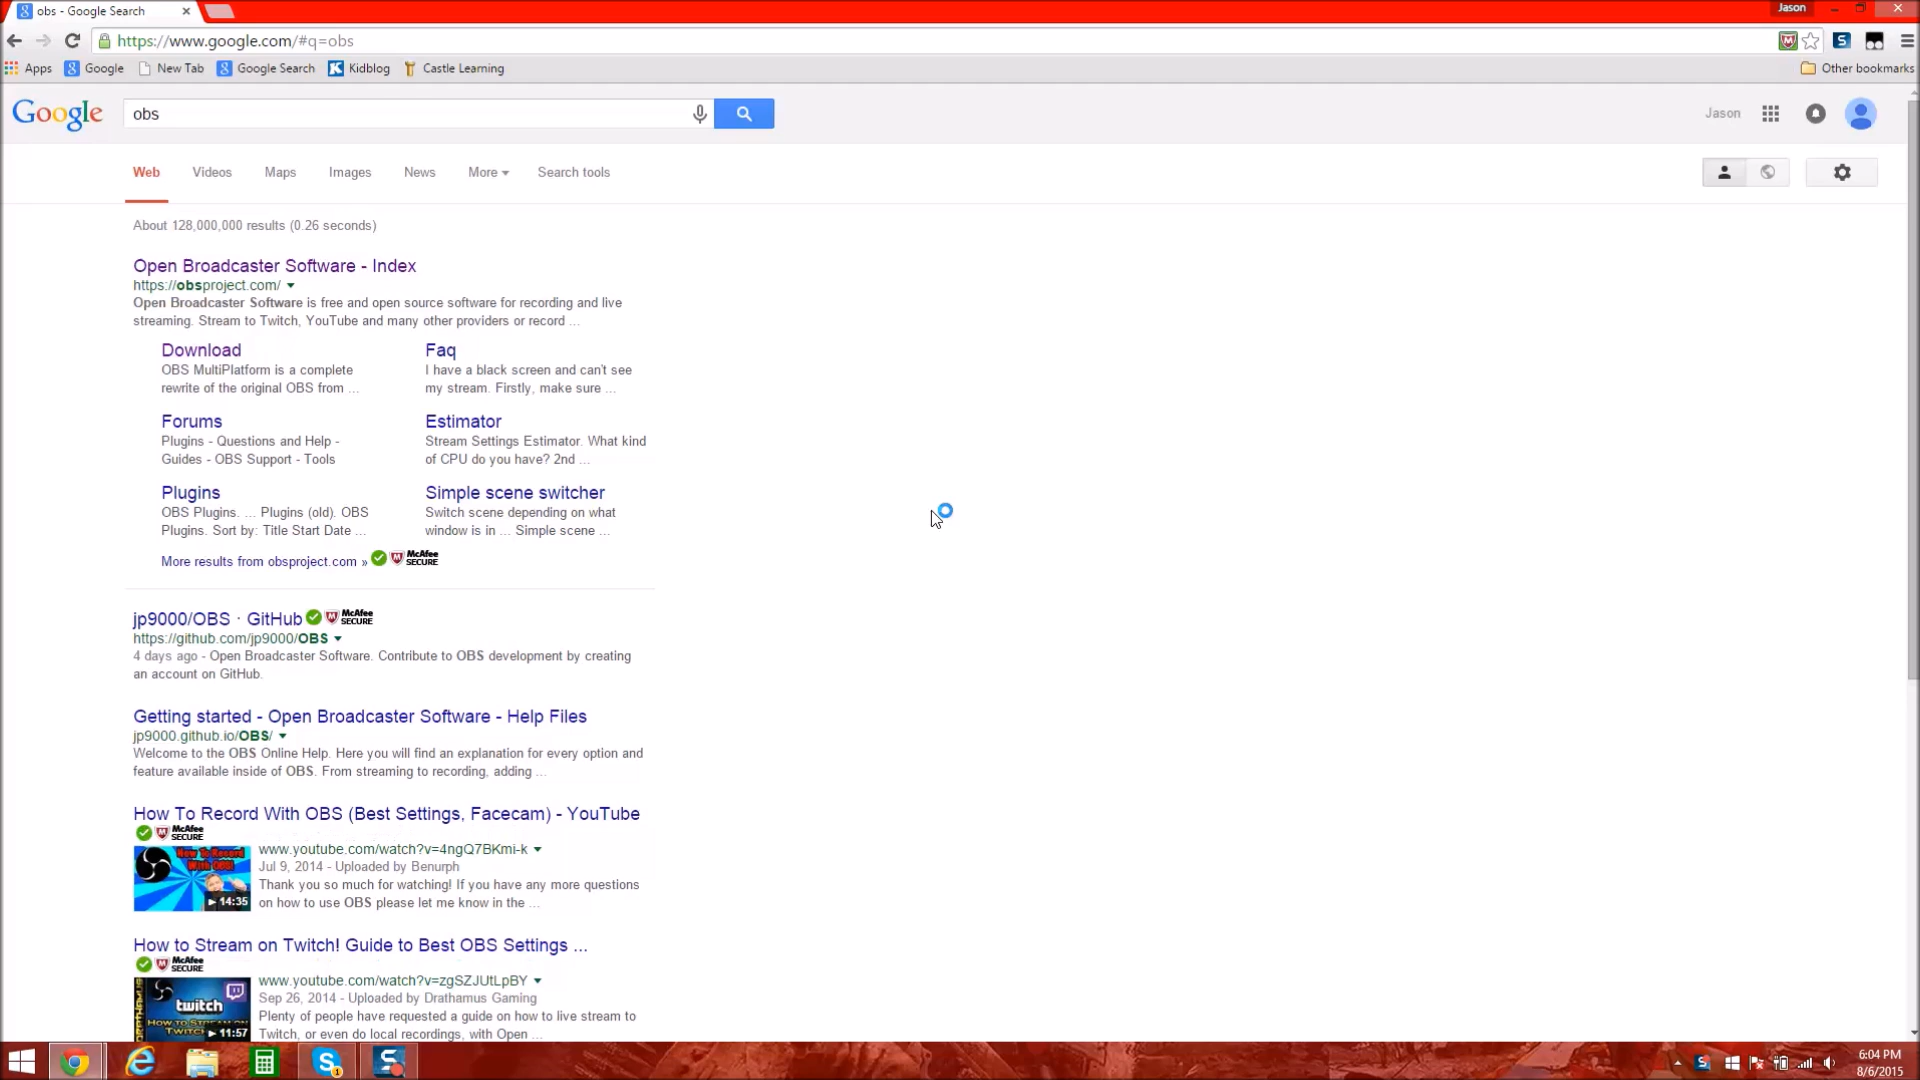 obs - Google Search
Jason
https://www.google.com/#q=obs
Apps Google New Tab Google Search Kidblog Castle Learning Other bookmarks
Google obs Jason
Web Videos Maps Images News More Search tools
About 128,000,000 results (0.26 seconds)
Open Broadcaster Software - Index
https://obsproject.com/
Open Broadcaster Software is free and open source software for recording and live
streaming. Stream to Twitch, YouTube and many other providers or record ...
Download
OBS MultiPlatform is a complete
rewrite of the original OBS from ...
Faq
I have a black screen and can't see
my stream. Firstly, make sure ...
Forums
Plugins - Questions and Help -
Guides - OBS Support - Tools
Estimator
Stream Settings Estimator. What kind
of CPU do you have? 2nd ...
Plugins
OBS Plugins. ... Plugins (old). OBS
Plugins. Sort by: Title Start Date ...
Simple scene switcher
Switch scene depending on what
window is in ... Simple scene ...
More results from obsproject.com » McAfee SECURE
jp9000/OBS · GitHub McAfee SECURE
https://github.com/jp9000/OBS
4 days ago - Open Broadcaster Software. Contribute to OBS development by creating
an account on GitHub.
Getting started - Open Broadcaster Software - Help Files
jp9000.github.io/OBS/
Welcome to the OBS Online Help. Here you will find an explanation for every option and
feature available inside of OBS. From streaming to recording, adding ...
How To Record With OBS (Best Settings, Facecam) - YouTube
McAfee SECURE
How To Record
With OBS
14:35
www.youtube.com/watch?v=4ngQ7BKmi-k
Jul 9, 2014 - Uploaded by Benurph
Thank you so much for watching! If you have any more questions
on how to use OBS please let me know in the ...
How to Stream on Twitch! Guide to Best OBS Settings ...
McAfee SECURE
twitch
How to Stream on
Twitch
11:57
www.youtube.com/watch?v=zgSZJUtLpBY
Sep 26, 2014 - Uploaded by Drathamus Gaming
Plenty of people have requested a guide on how to live stream to
Twitch, or even do local recordings, with Open ...
6:04 PM
8/6/2015